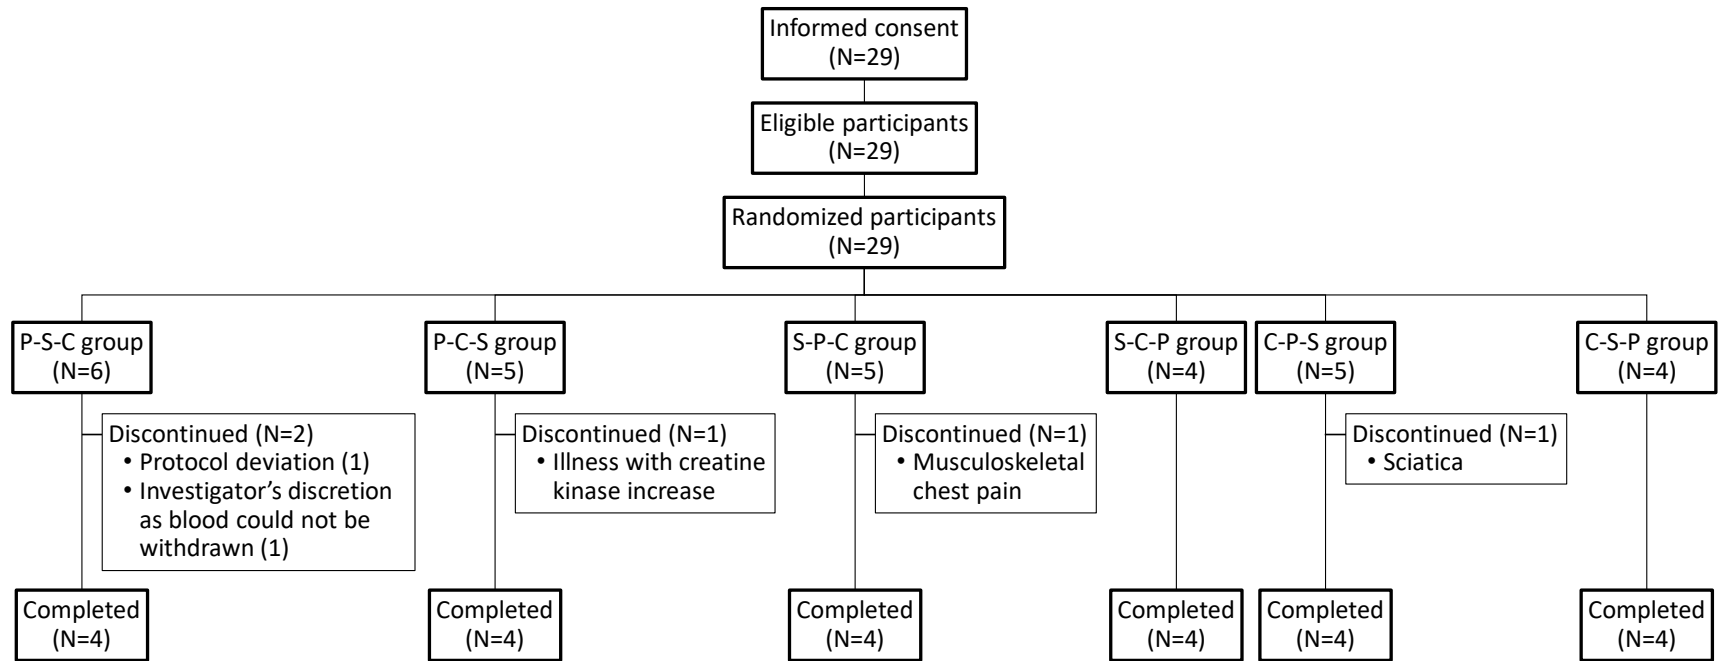 Informed consent
(N=29)
Eligible participants
(N=29)
Randomized participants
(N=29)
P-S-C group
(N=6)
P-C-S group
(N=5)
S-P-C group
(N=5)
S-C-P group
(N=4)
C-P-S group
(N=5)
C-S-P group
(N=4)
Discontinued (N=2)
• Protocol deviation (1)
• Investigator’s discretion
as blood could not be
withdrawn (1)
Discontinued (N=1)
• Illness with creatine
kinase increase
Discontinued (N=1)
• Musculoskeletal
chest pain
Discontinued (N=1)
• Sciatica
Completed
(N=4)
Completed
(N=4)
Completed
(N=4)
Completed
(N=4)
Completed
(N=4)
Completed
(N=4)